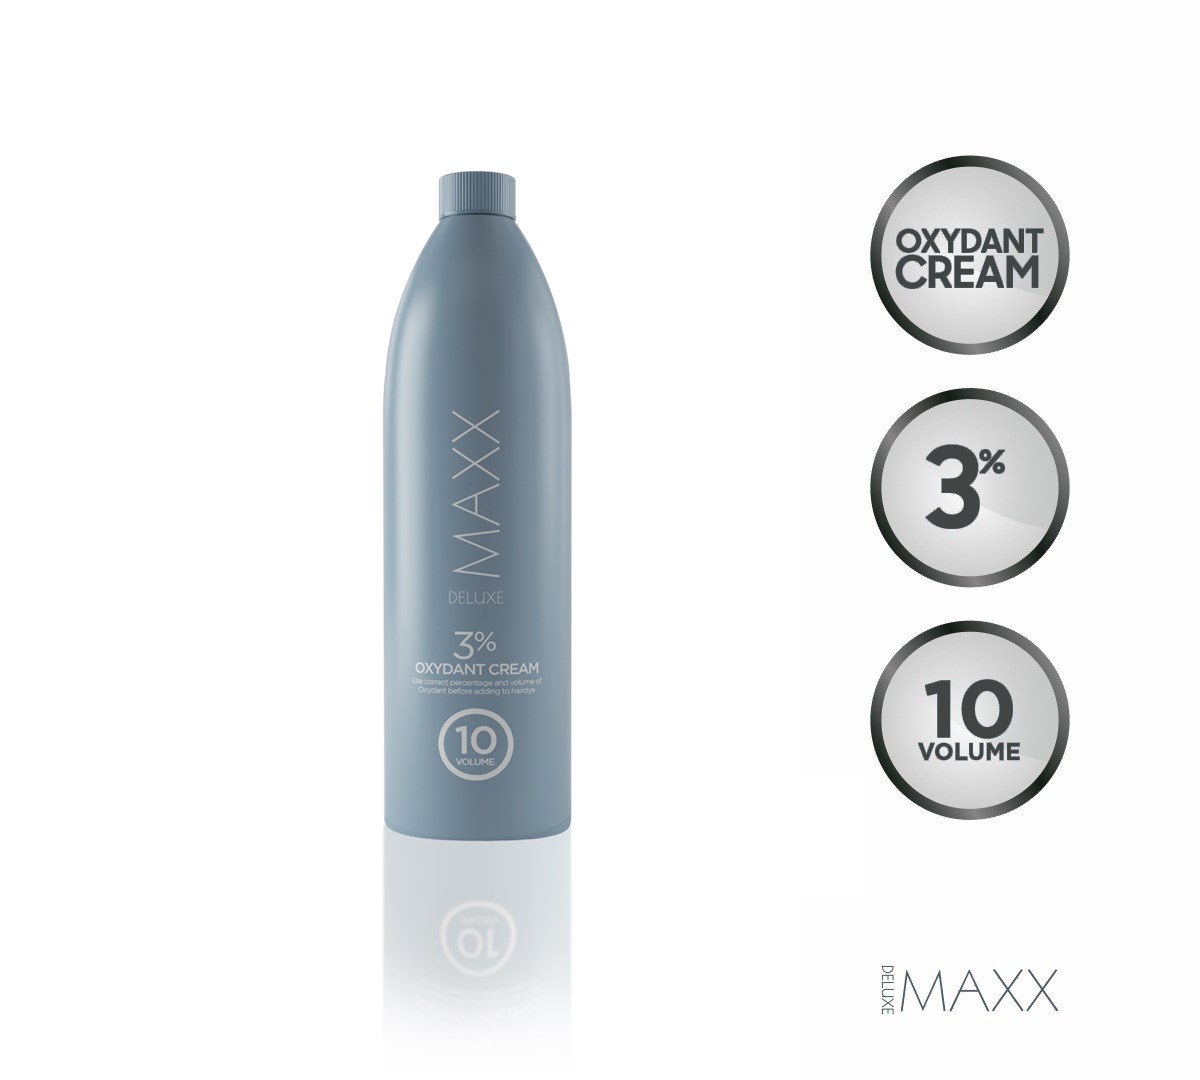 MAXX
DELUXE
3%
OXYDANT CREAM
Use correct percentage and volume of
Oxydant before adding to hairdye
10
VOLUME
OXYDANT
CREAM
3%
10
VOLUME
DELUXE MAXX